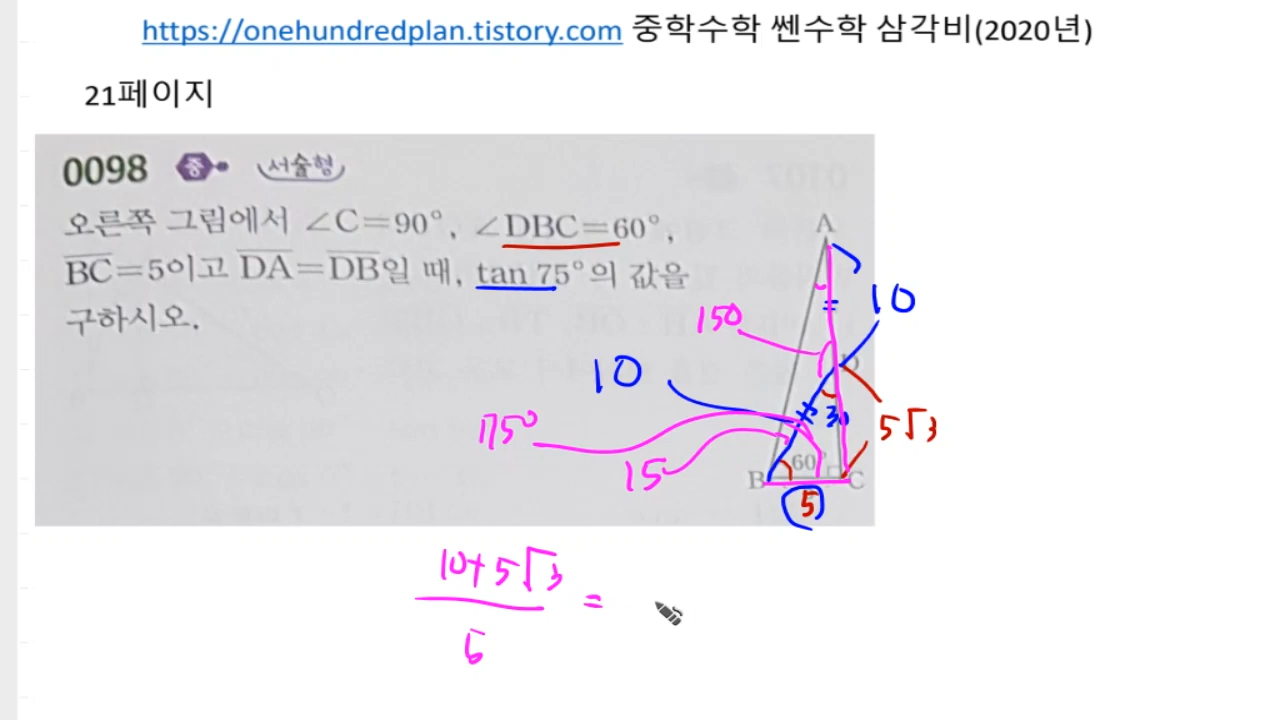 https://onehundredplan.tistory.com 중학수학 쎈수학 삼각비(2020년)
21페이지
0098 중 서술형
오른쪽 그림에서 ∠C=90°, ∠DBC=60°,
BC=5이고 DA=DB일 때, tan 75°의 값을
구하시오.
A
10
150
D
10
30
75°
5√3
15
60°
B
C
5
10+5√3
=
5